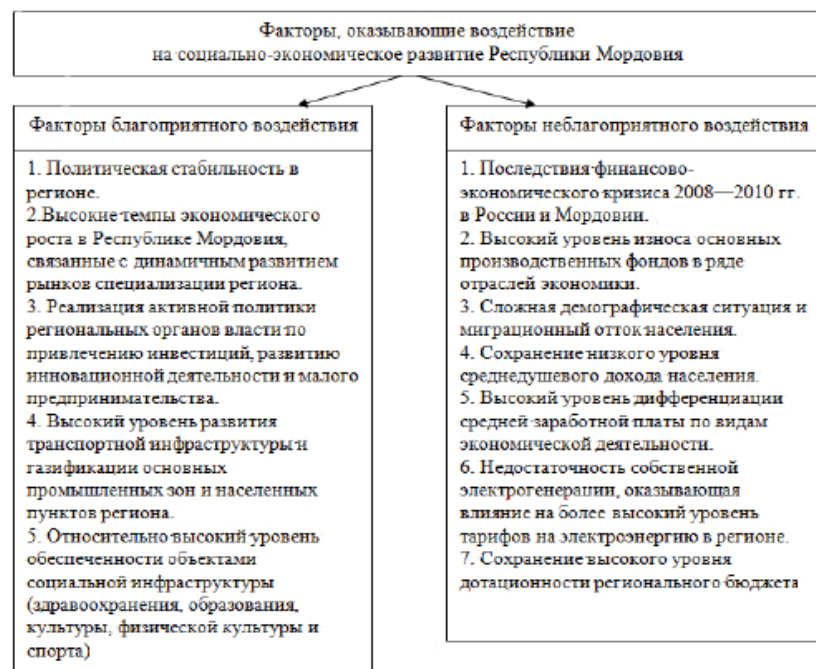 Факторы, оказывающие воздействие
на социально-экономическое развитие Республики Мордовия
Факторы благоприятного воздействия
1. Политическая стабильность в
регионе.
2.Высокие темпы экономического
роста в Республике Мордовия,
связанные с динамичным развитием
рынков специализации региона.
3. Реализация активной политики
региональных органов власти по
привлечению инвестиций, развитию
инновационной деятельности и малого
предпринимательства.
4. Высокий уровень развития
транспортной инфраструктуры и
газификации основных
промышленных зон и населенных
пунктов региона.
5. Относительно высокий уровень
обеспеченности объектами
социальной инфраструктуры
(здравоохранения, образования,
культуры, физической культуры и
спорта)
Факторы неблагоприятного воздействия
1. Последствия финансово-
экономического кризиса 2008—2010 гг.
в России и Мордовии.
2. Высокий уровень износа основных
производственных фондов в ряде
отраслей экономики.
3. Сложная демографическая ситуация и
миграционный отток населения.
4. Сохранение низкого уровня
среднедушевого дохода населения.
5. Высокий уровень дифференциации
средней заработной платы по видам
экономической деятельности.
6. Недостаточность собственной
электрогенерации, оказывающая
влияние на более высокий уровень
тарифов на электроэнергию в регионе.
7. Сохранение высокого уровня
дотационности регионального бюджета